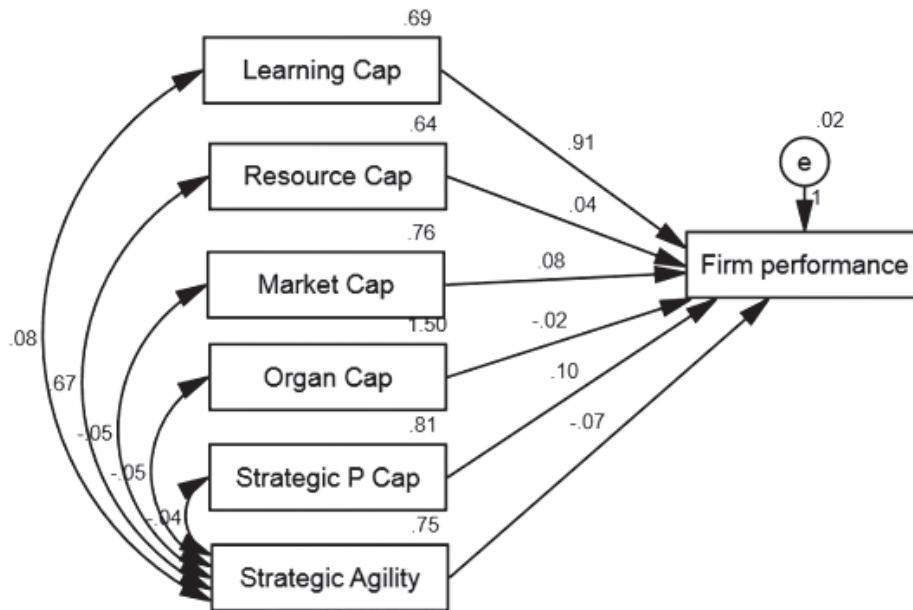 .69
Learning Cap
.64
Resource Cap
.76
Market Cap
1.50
Organ Cap
.81
Strategic P Cap
.75
Strategic Agility
.91
.04
.08
-.02
.10
-.07
.02
e
1
Firm performance
.08
.67
-.05
-.05
-.04